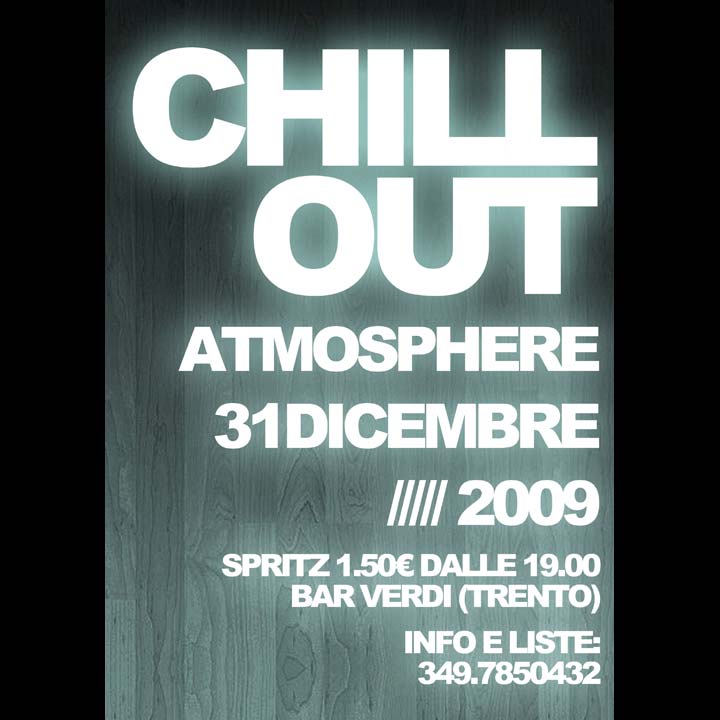 CHILL
OUT
ATMOSPHERE
31DICEMBRE
///// 2009
SPRITZ 1.50€ DALLE 19.00
BAR VERDI (TRENTO)
INFO E LISTE:
349.7850432